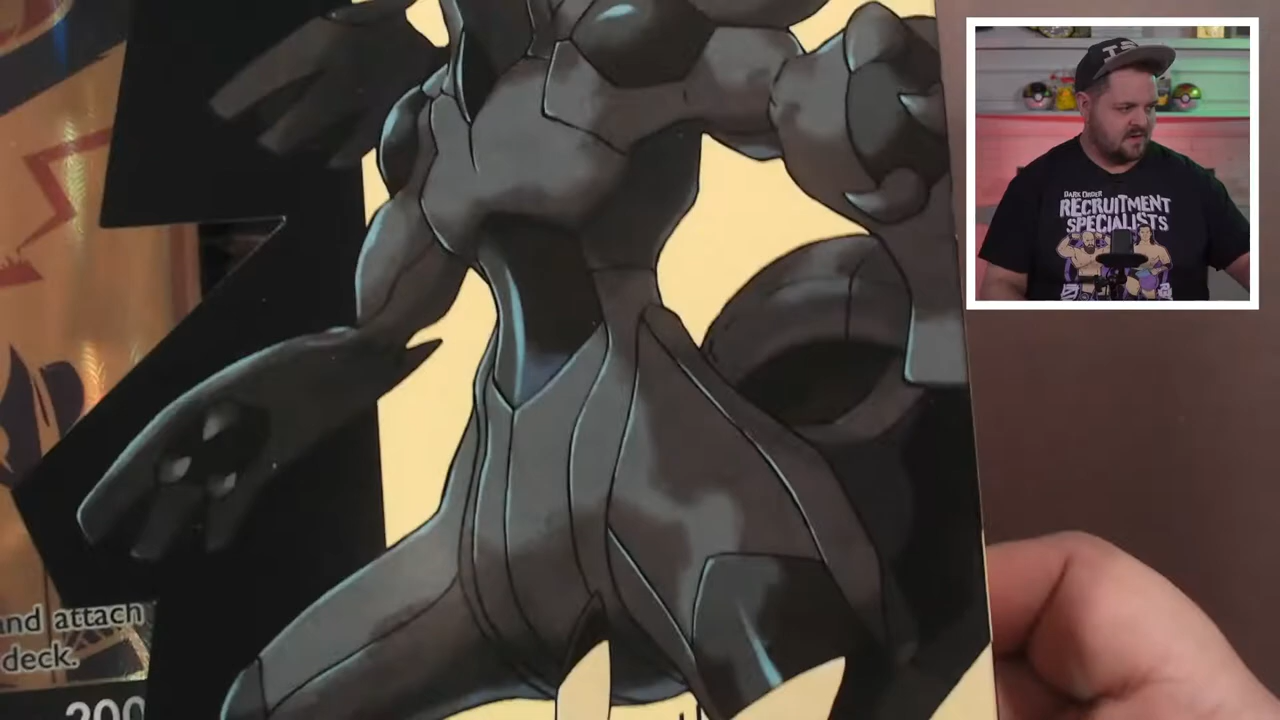 DARK ORDER
RECRUITMENT
SPECIALISTS
and attach
deck.
200